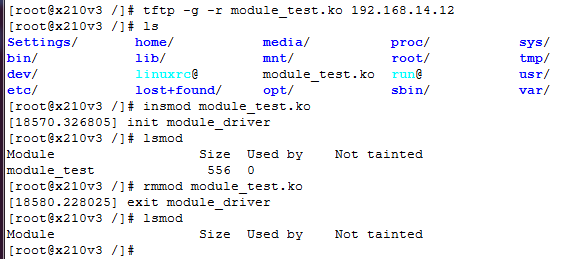 [root@x210v3 /]# tftp -g -r module_test.ko 192.168.14.12
[root@x210v3 /]# ls
Settings/ home/ media/ proc/ sys/
bin/ lib/ mnt/ root/ tmp/
dev/ linuxrc@ module_test.ko run@ usr/
etc/ lost+found/ opt/ sbin/ var/
[root@x210v3 /]# insmod module_test.ko
[18570.326805] init module_driver
[root@x210v3 /]# lsmod
Module Size Used by Not tainted
module_test 556 0
[root@x210v3 /]# rmmod module_test.ko
[18580.228025] exit module_driver
[root@x210v3 /]# lsmod
Module Size Used by Not tainted
[root@x210v3 /]#